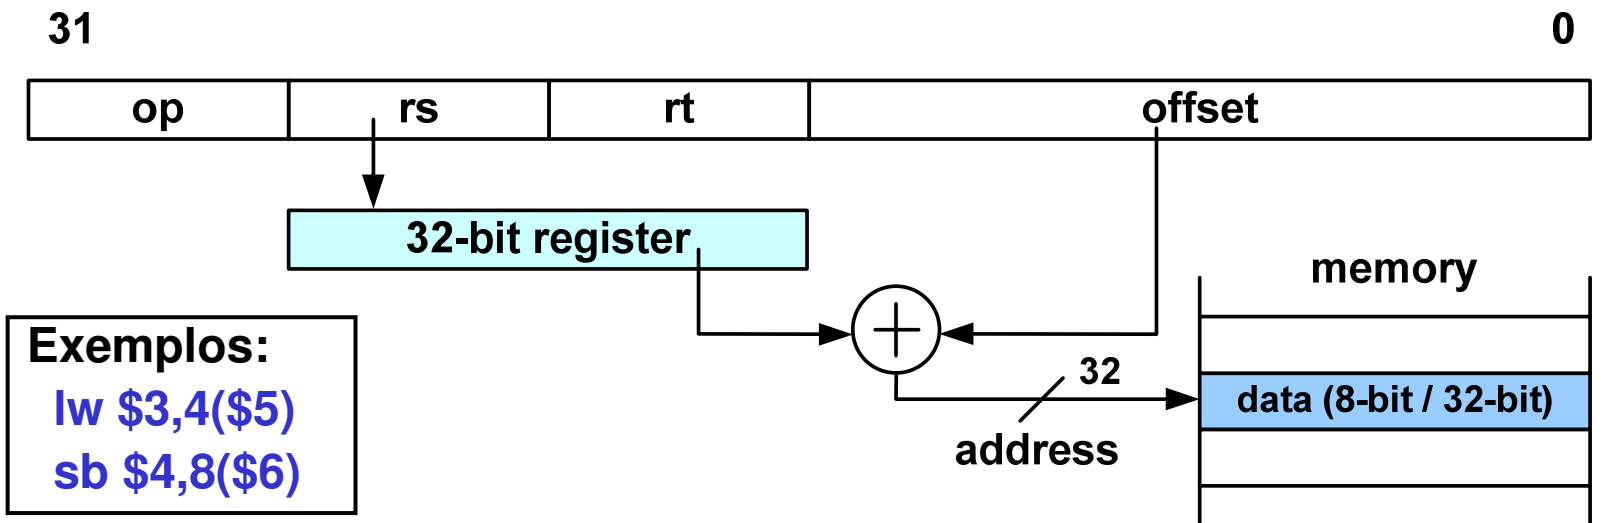 31 0
op rs rt offset
32-bit register
memory
Exemplos:
lw $3,4($5)
sb $4,8($6)
32
address
data (8-bit / 32-bit)